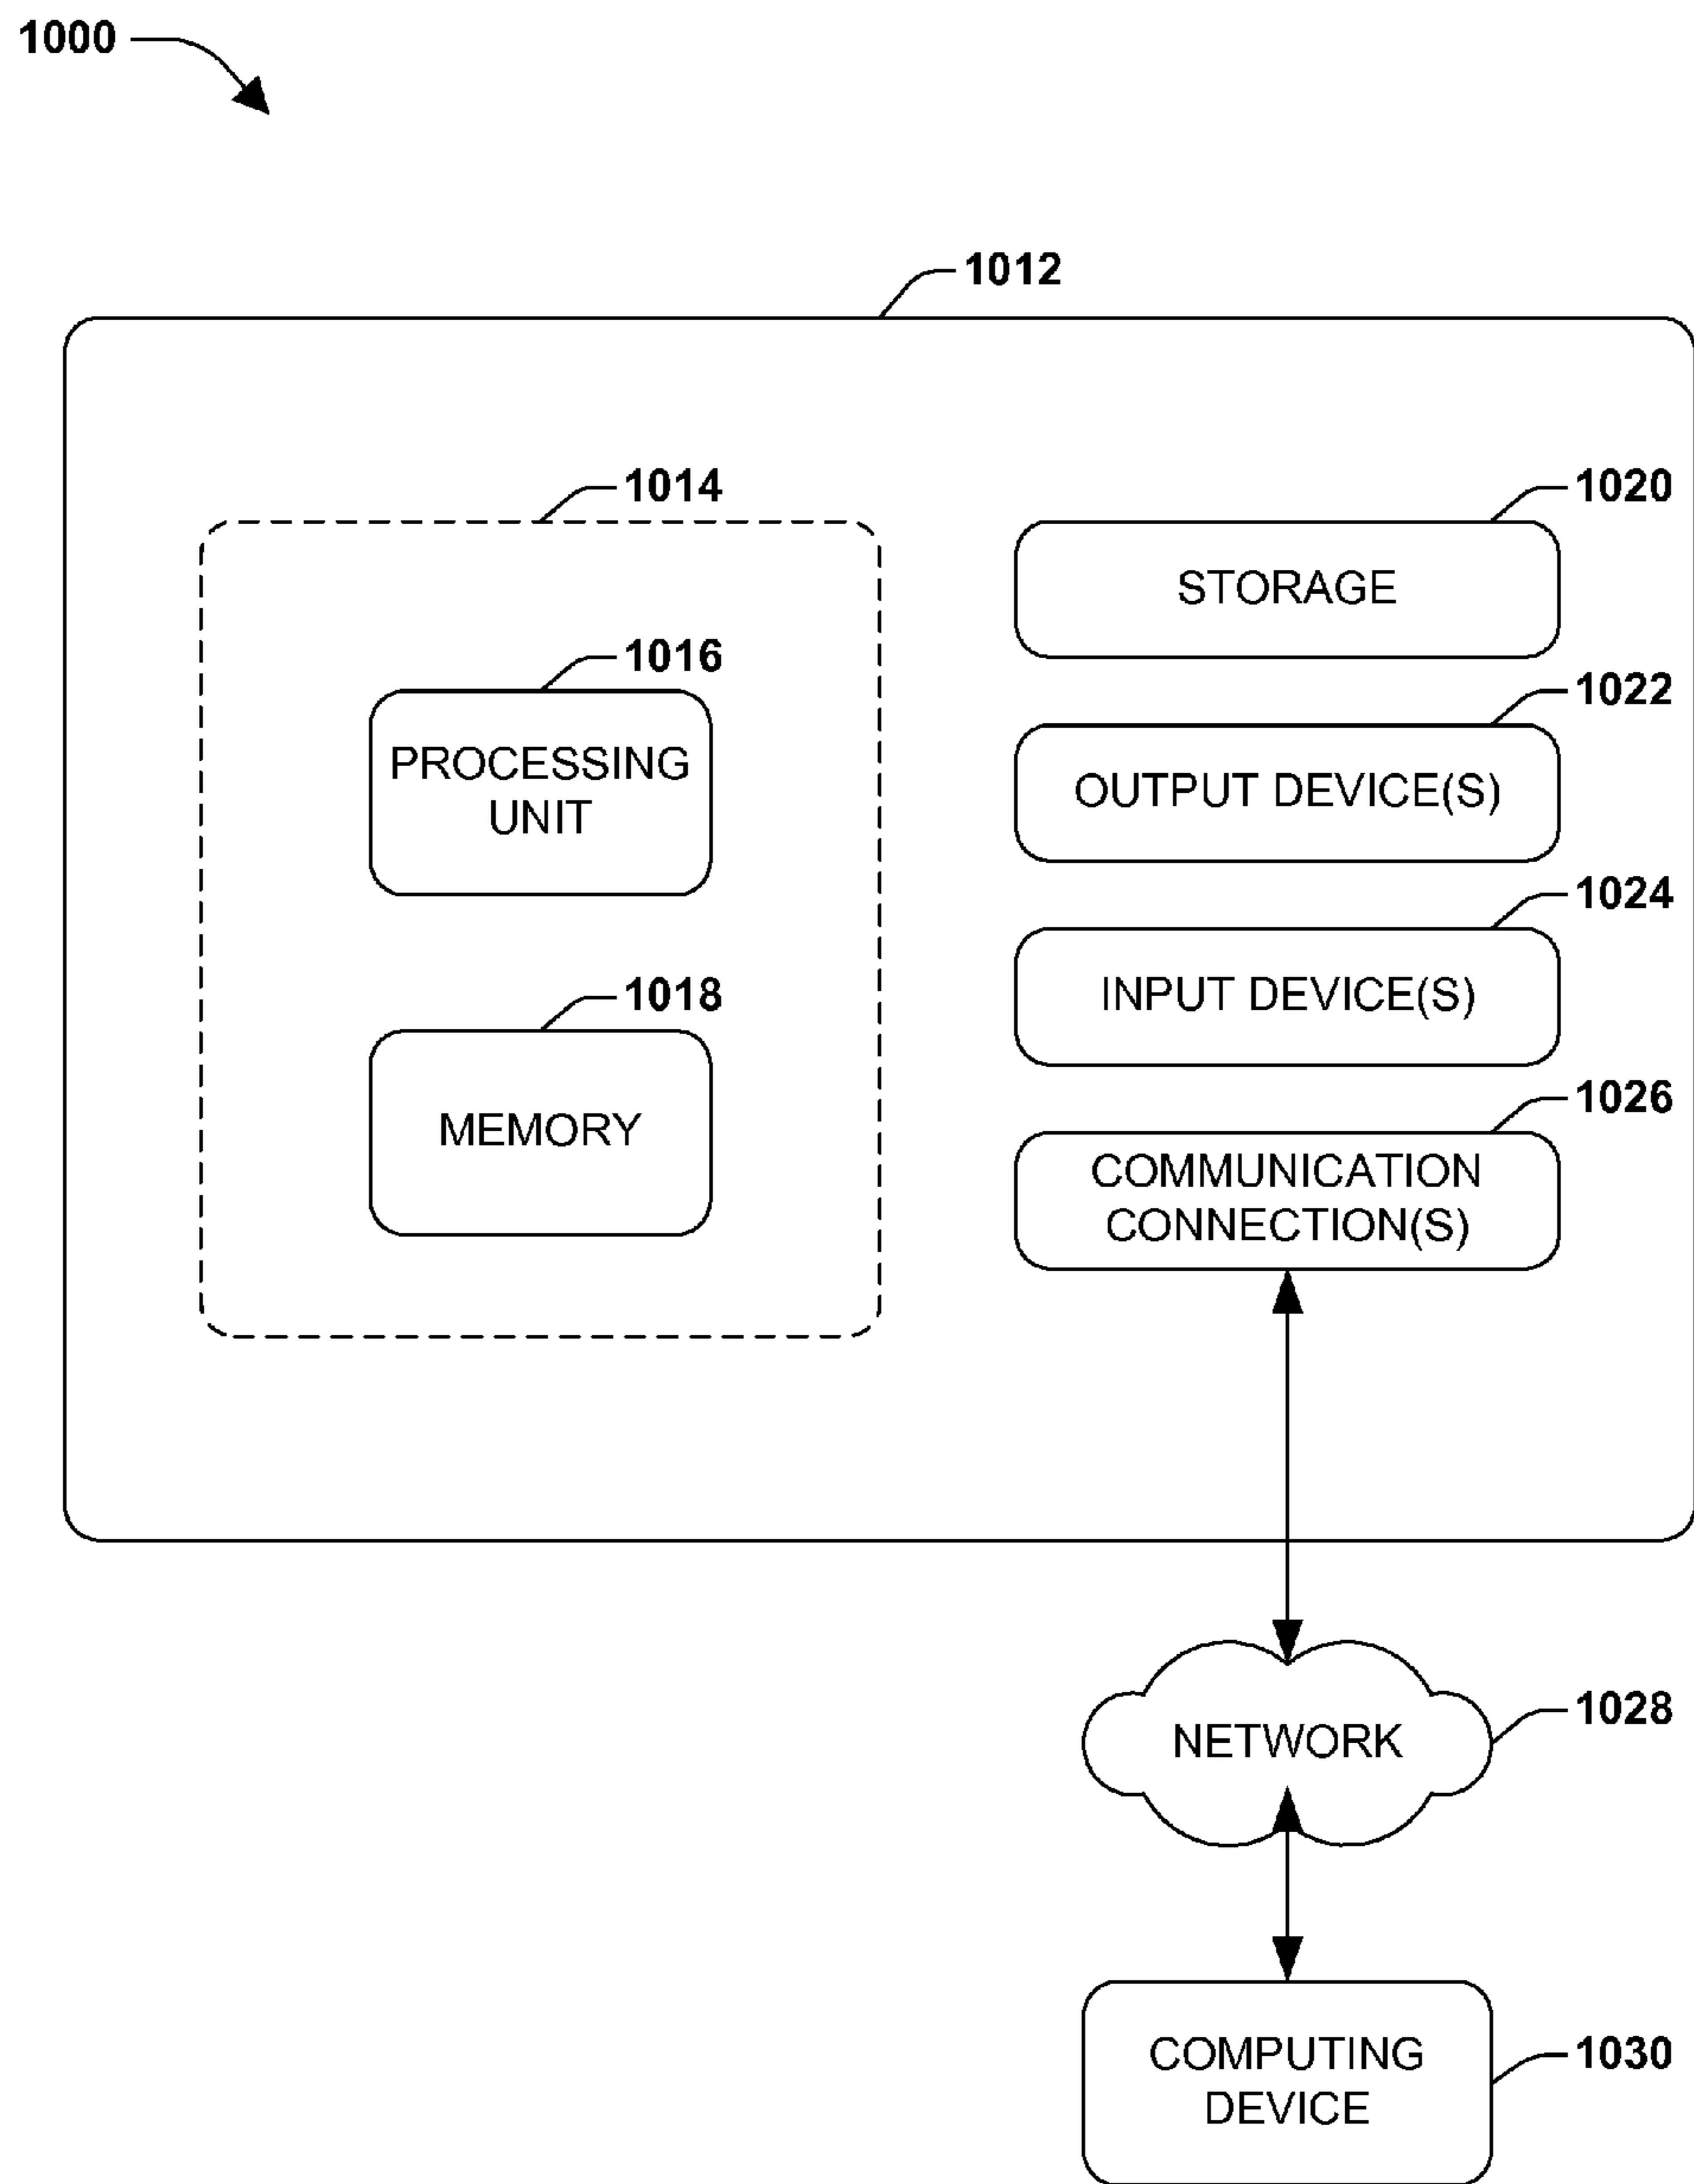 1000
1012
1014
1016
PROCESSING
UNIT
1018
MEMORY
1020
STORAGE
1022
OUTPUT DEVICE(S)
1024
INPUT DEVICE(S)
1026
COMMUNICATION
CONNECTION(S)
1028
NETWORK
1030
COMPUTING
DEVICE